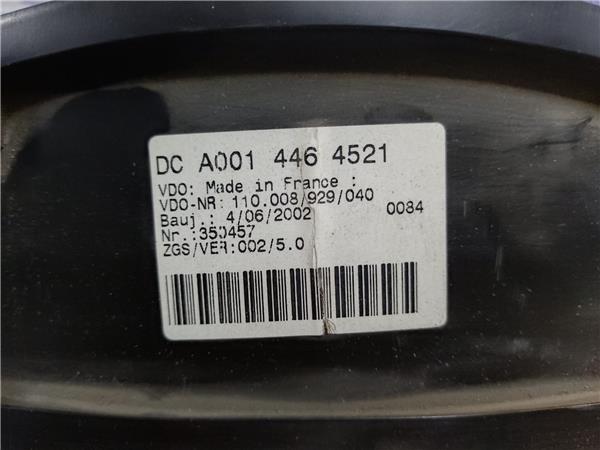 DC A001 446 4521
VDO: Made in France :
VDO-NR: 110.008/929/040
Bauj.: 4/06/2002 0084
Nr.:350457
ZGS/VER:002/5.0